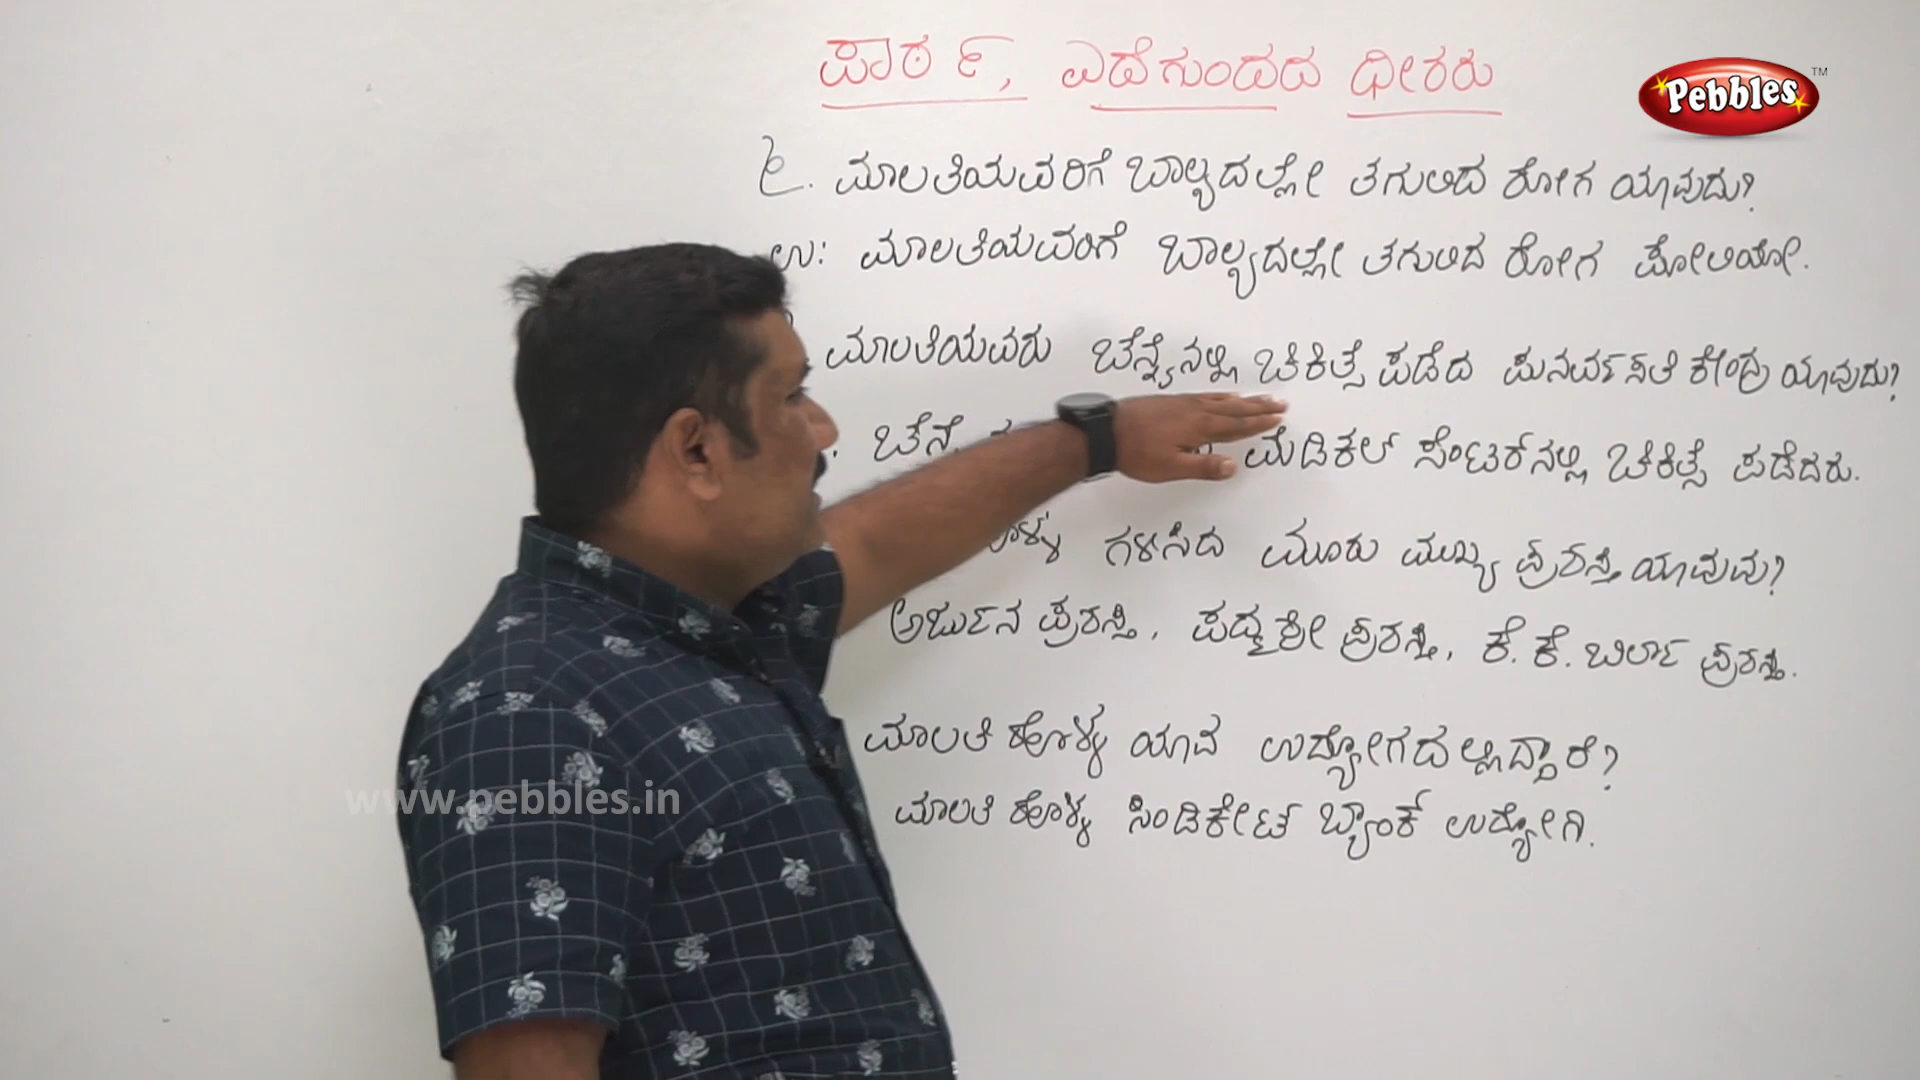 ಪಾಠ ೯, ಎದೆಗುಂದದ ಧೀರರು
Pebbles TM
೬. ಮಾಲತಿಯವರಿಗೆ ಬಾಲ್ಯದಲ್ಲೇ ತಗುಲಿದ ರೋಗ ಯಾವುದು?
ಉ: ಮಾಲತಿಯವರಿಗೆ ಬಾಲ್ಯದಲ್ಲೇ ತಗುಲಿದ ರೋಗ ಪೋಲಿಯೋ.
ಮಾಲತಿಯವರು ಚೆನ್ನೈನಲ್ಲಿ ಚಿಕಿತ್ಸೆ ಪಡೆದ ಪುನರ್ವಸತಿ ಕೇಂದ್ರ ಯಾವುದು?
ಮೆಡಿಕಲ್ ಸೆಂಟರ್‌ನಲ್ಲಿ ಚಿಕಿತ್ಸೆ ಪಡೆದರು.
ಗಳಿಸಿದ ಮೂರು ಮುಖ್ಯ ಪ್ರಶಸ್ತಿ ಯಾವುವು?
ಅರ್ಜುನ ಪ್ರಶಸ್ತಿ, ಪದ್ಮಶ್ರೀ ಪ್ರಶಸ್ತಿ, ಕೆ. ಕೆ. ಬಿರ್ಲಾ ಪ್ರಶಸ್ತಿ.
ಮಾಲತಿ ಹೊಳ್ಳ ಯಾವ ಉದ್ಯೋಗದಲ್ಲಿದ್ದಾರೆ?
ಮಾಲತಿ ಹೊಳ್ಳ ಸಿಂಡಿಕೇಟ್ ಬ್ಯಾಂಕ್ ಉದ್ಯೋಗಿ.
www.pebbles.in